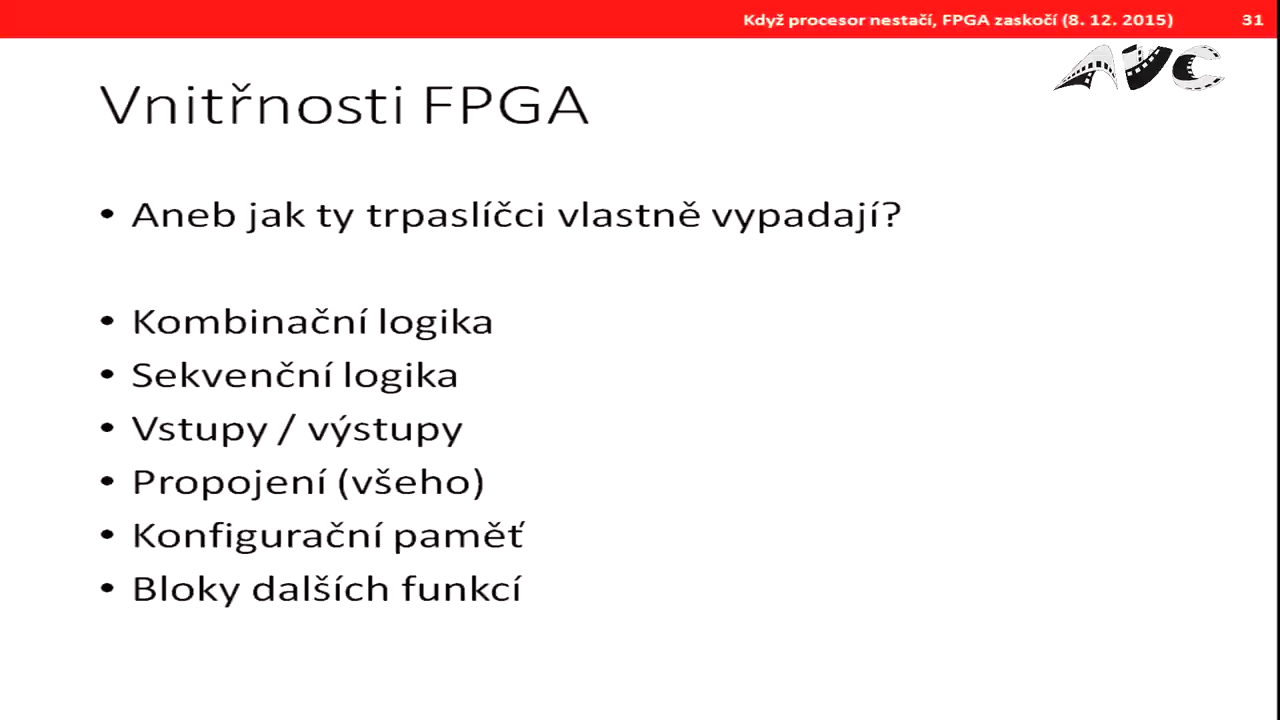 Když procesor nestačí, FPGA zaskočí (8. 12. 2015) 31
AVC
Vnitřnosti FPGA
• Aneb jak ty trpaslíčci vlastně vypadají?
• Kombinační logika
• Sekvenční logika
• Vstupy / výstupy
• Propojení (všeho)
• Konfigurační paměť
• Bloky dalších funkcí